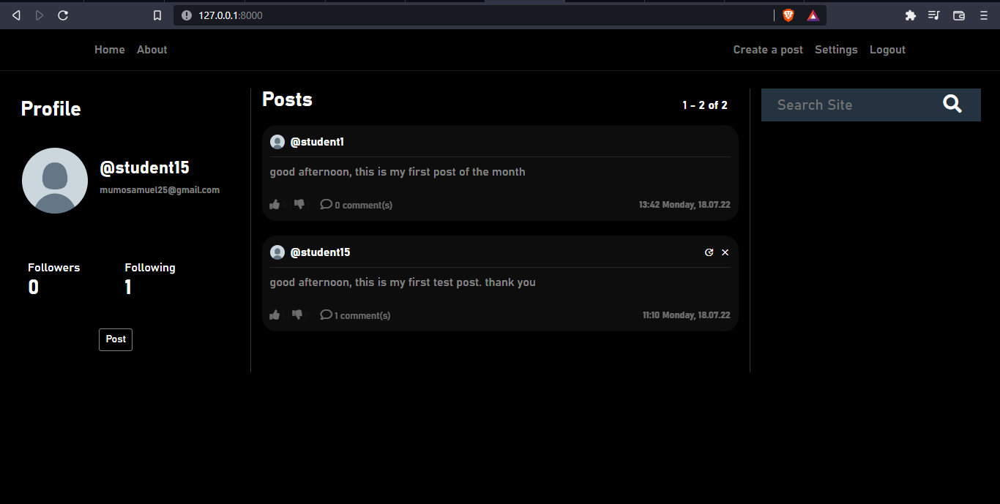 127.0.0.1:8000
Home About Create a post Settings Logout
Profile
@student15
mumosamuel25@gmail.com
Followers Following
0 1
Post
Posts
1 - 2 of 2
@student1
good afternoon, this is my first post of the month
0 comment(s) 13:42 Monday, 18.07.22
@student15
good afternoon, this is my first test post. thank you
1 comment(s) 11:10 Monday, 18.07.22
Search Site